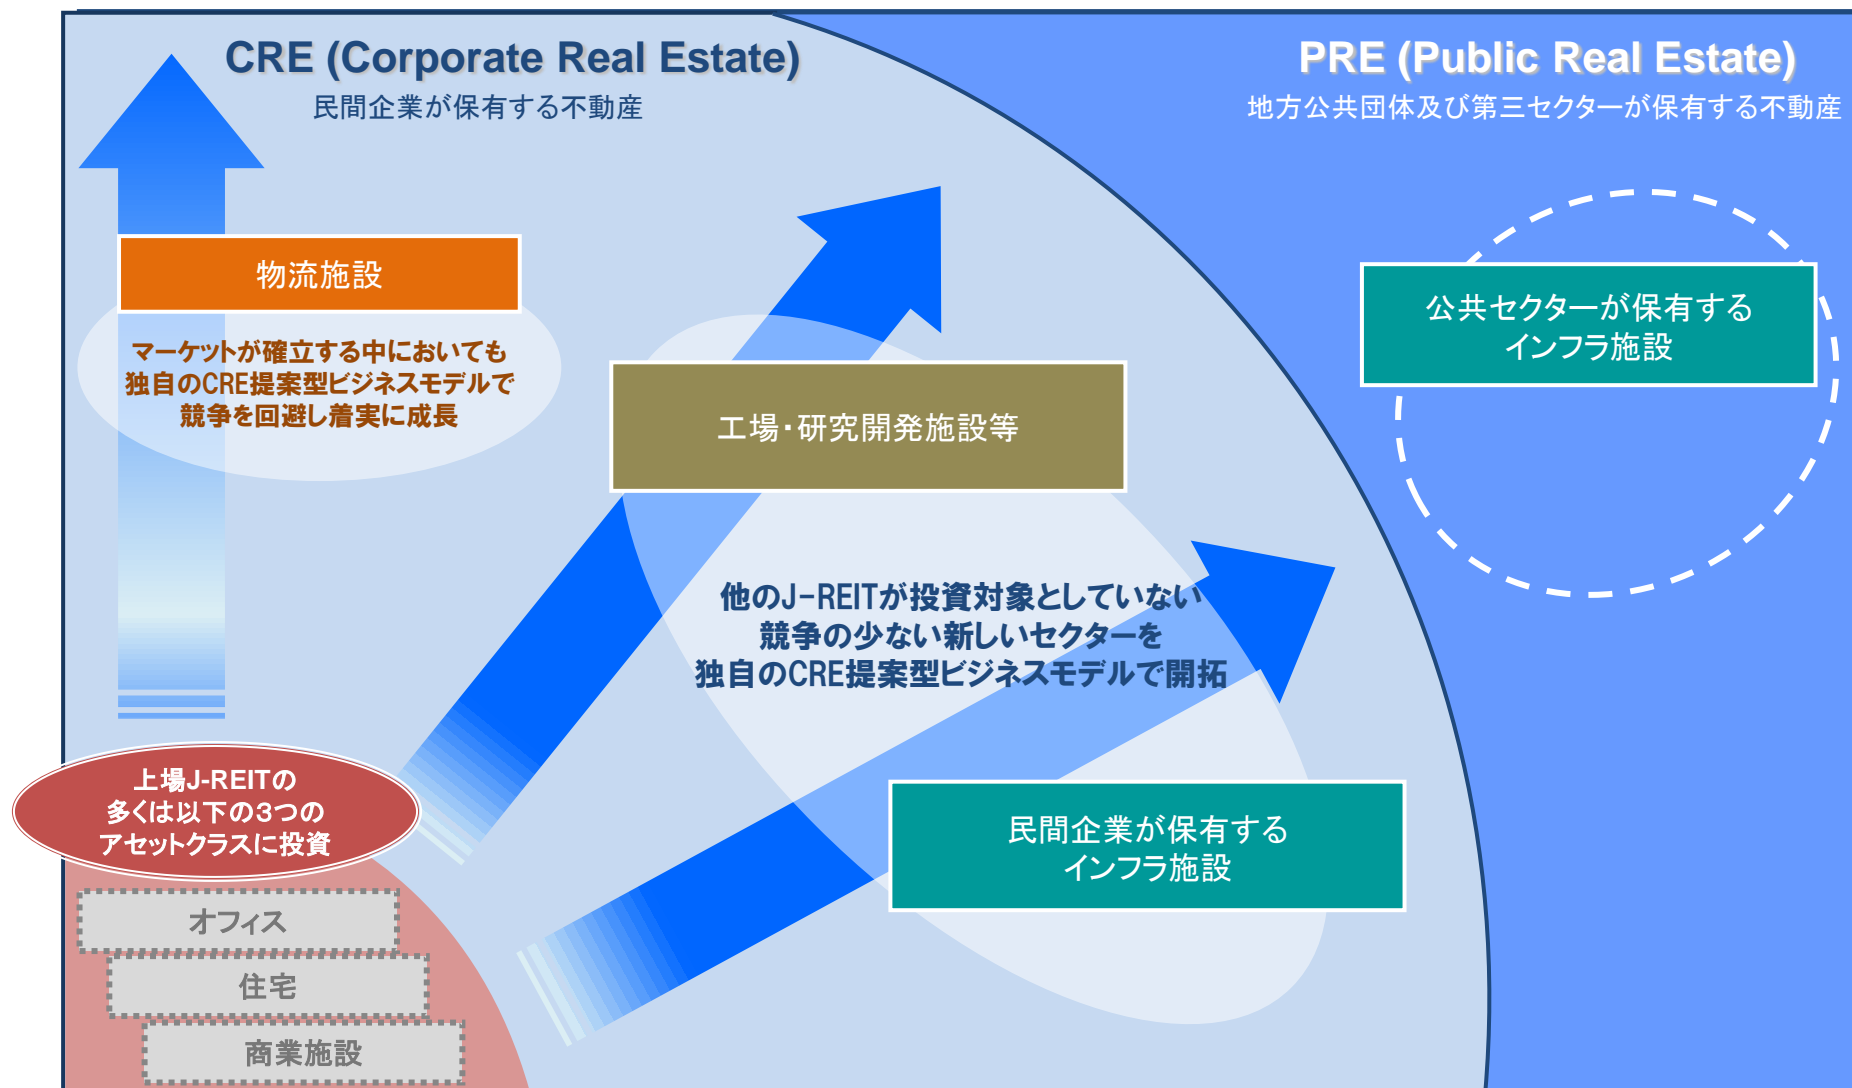 CRE (Corporate Real Estate)
民間企業が保有する不動産
PRE (Public Real Estate)
地方公共団体及び第三セクターが保有する不動産
物流施設
マーケットが確立する中においても
独自のCRE提案型ビジネスモデルで
競争を回避し着実に成長
公共セクターが保有する
インフラ施設
工場・研究開発施設等
他のJ-REITが投資対象としていない
競争の少ない新しいセクターを
独自のCRE提案型ビジネスモデルで開拓
民間企業が保有する
インフラ施設
上場J-REITの
多くは以下の3つの
アセットクラスに投資
オフィス
住宅
商業施設